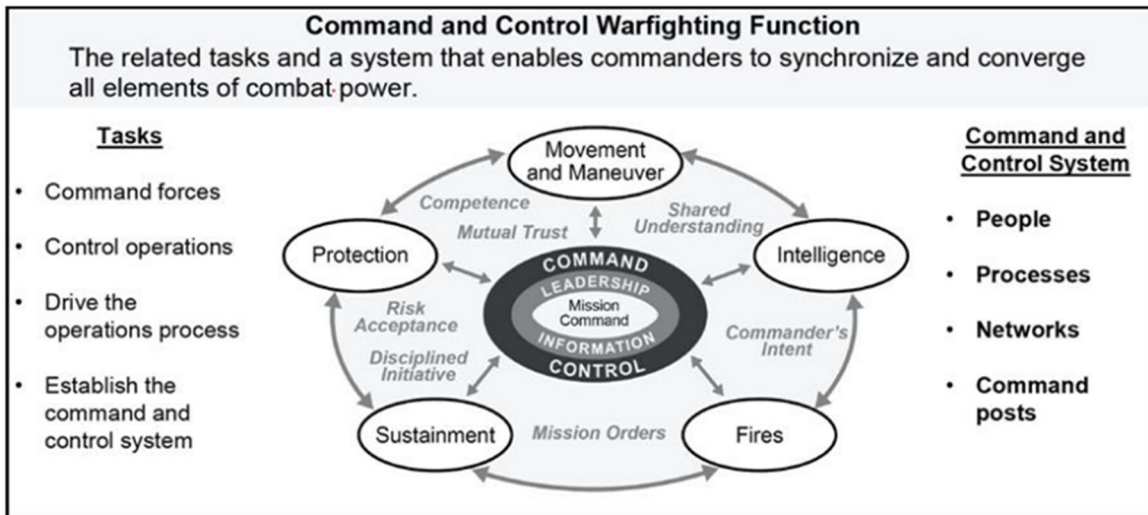 Command and Control Warfighting Function
The related tasks and a system that enables commanders to synchronize and converge
all elements of combat power.
Tasks
• Command forces
• Control operations
• Drive the
operations process
• Establish the
command and
control system
Movement
and Maneuver
Competence
Mutual Trust
Shared
Understanding
Protection
Intelligence
COMMAND
LEADERSHIP
Mission
Command
INFORMATION
CONTROL
Risk
Acceptance
Disciplined
Initiative
Commander's
Intent
Sustainment
Mission Orders
Fires
Command and
Control System
• People
• Processes
• Networks
• Command
posts